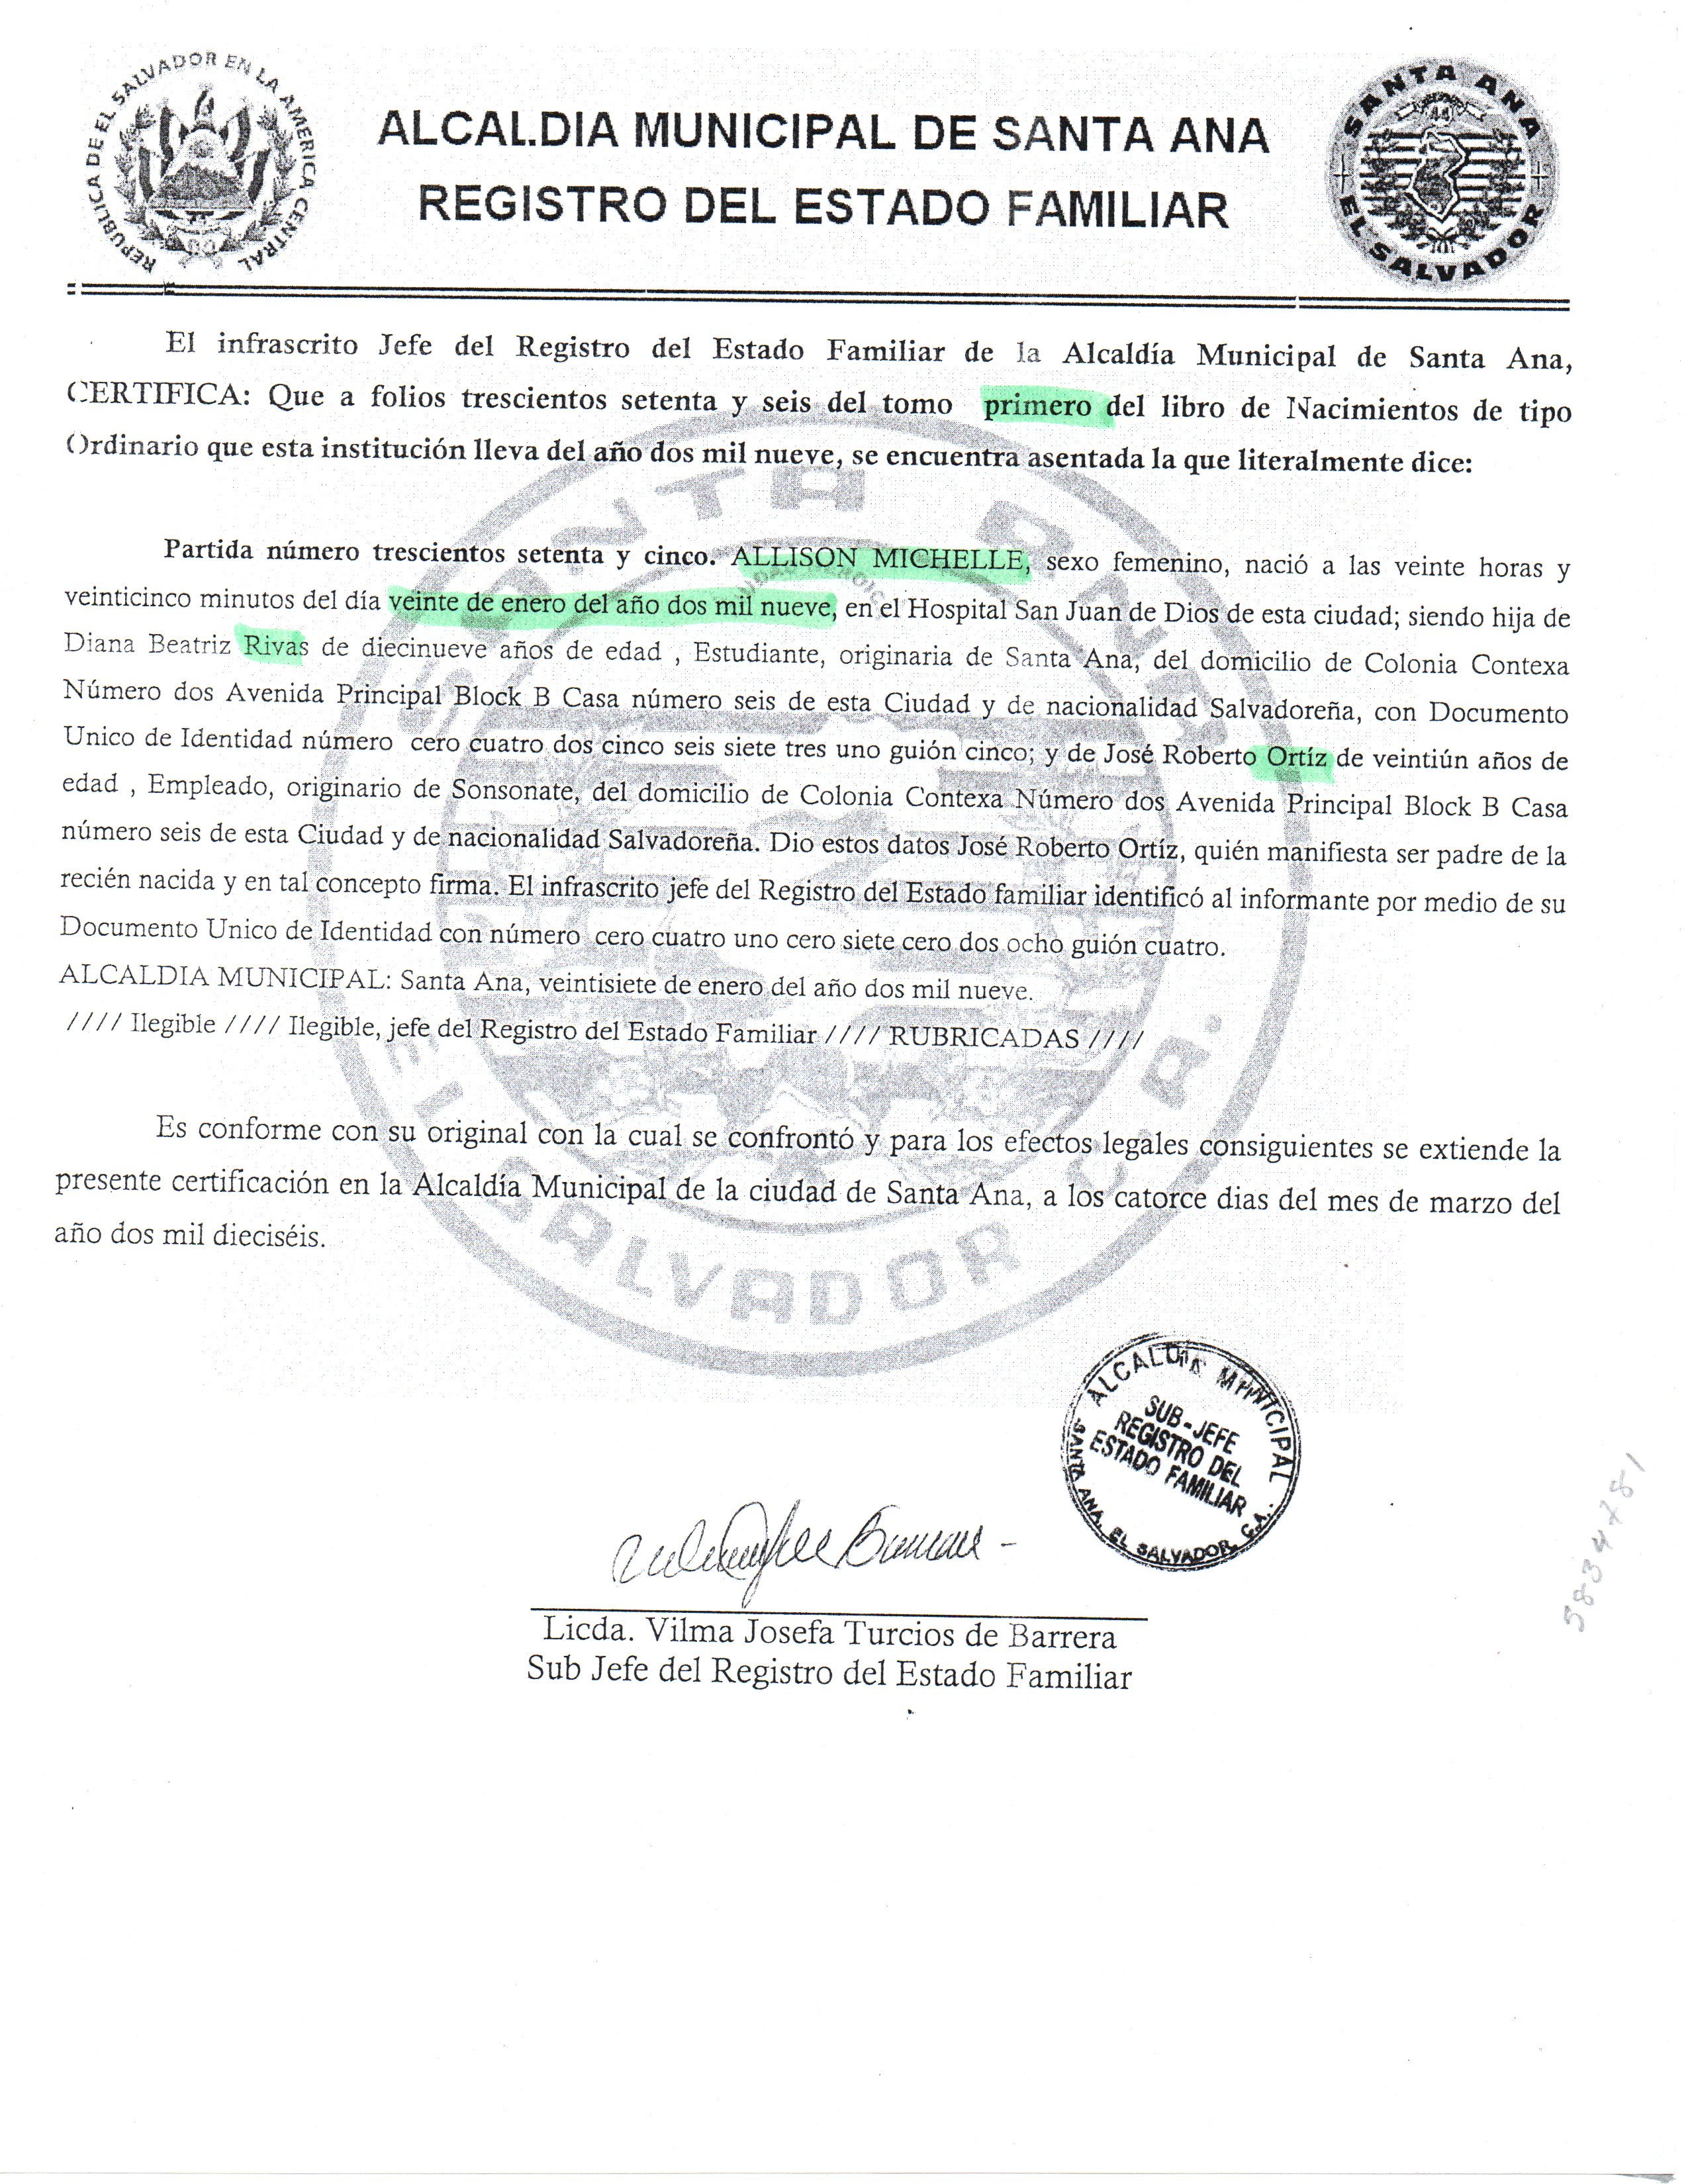 REPUBLICA DE EL SALVADOR EN LA AMERICA CENTRAL
ALCALDIA MUNICIPAL DE SANTA ANA
REGISTRO DEL ESTADO FAMILIAR
SANTA ANA
EL SALVADOR
El infrascrito Jefe del Registro del Estado Familiar de la Alcaldía Municipal de Santa Ana,
CERTIFICA: Que a folios trescientos setenta y seis del tomo primero del libro de Nacimientos de tipo
Ordinario que esta institución lleva del año dos mil nueve, se encuentra asentada la que literalmente dice:
Partida número trescientos setenta y cinco. ALLISON MICHELLE, sexo femenino, nació a las veinte horas y
veinticinco minutos del día veinte de enero del año dos mil nueve, en el Hospital San Juan de Dios de esta ciudad; siendo hija de
Diana Beatriz Rivas de diecinueve años de edad , Estudiante, originaria de Santa Ana, del domicilio de Colonia Contexa
Número dos Avenida Principal Block B Casa número seis de esta Ciudad y de nacionalidad Salvadoreña, con Documento
Unico de Identidad número cero cuatro dos cinco seis siete tres uno guión cinco; y de José Roberto Ortíz de veintiún años de
edad , Empleado, originario de Sonsonate, del domicilio de Colonia Contexa Número dos Avenida Principal Block B Casa
número seis de esta Ciudad y de nacionalidad Salvadoreña. Dio estos datos José Roberto Ortíz, quién manifiesta ser padre de la
recién nacida y en tal concepto firma. El infrascrito jefe del Registro del Estado familiar identificó al informante por medio de su
Documento Unico de Identidad con número cero cuatro uno cero siete cero dos ocho guión cuatro.
ALCALDIA MUNICIPAL: Santa Ana, veintisiete de enero del año dos mil nueve.
//// Ilegible //// Ilegible, jefe del Registro del Estado Familiar //// RUBRICADAS ////
Es conforme con su original con la cual se confrontó y para los efectos legales consiguientes se extiende la
presente certificación en la Alcaldía Municipal de la ciudad de Santa Ana, a los catorce dias del mes de marzo del
año dos mil dieciséis.
SANTA ANA
EL SALVADOR C.A.
ALCALDIA MUNICIPAL
SUB-JEFE
REGISTRO DEL
ESTADO FAMILIAR
SANTA ANA, EL SALVADOR, C.A.
5834781
Licda. Vilma Josefa Turcios de Barrera
Sub Jefe del Registro del Estado Familiar